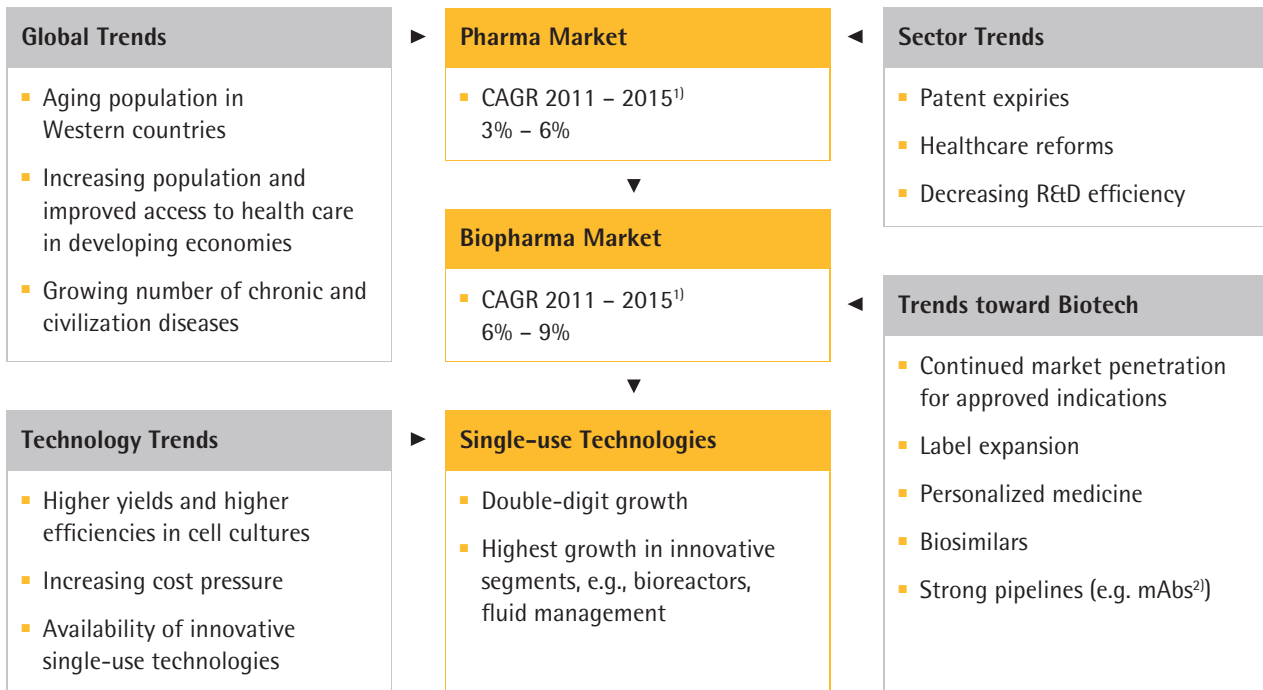 Global Trends
Aging population in
Western countries
Increasing population and
improved access to health care
in developing economies
Growing number of chronic and
civilization diseases
Pharma Market
CAGR 2011 – 2015¹⁾
3% – 6%
Sector Trends
Patent expiries
Healthcare reforms
Decreasing R&D efficiency
Biopharma Market
CAGR 2011 – 2015¹⁾
6% – 9%
Trends toward Biotech
Continued market penetration
for approved indications
Label expansion
Personalized medicine
Biosimilars
Strong pipelines (e.g. mAbs²⁾)
Technology Trends
Higher yields and higher
efficiencies in cell cultures
Increasing cost pressure
Availability of innovative
single-use technologies
Single-use Technologies
Double-digit growth
Highest growth in innovative
segments, e.g., bioreactors,
fluid management